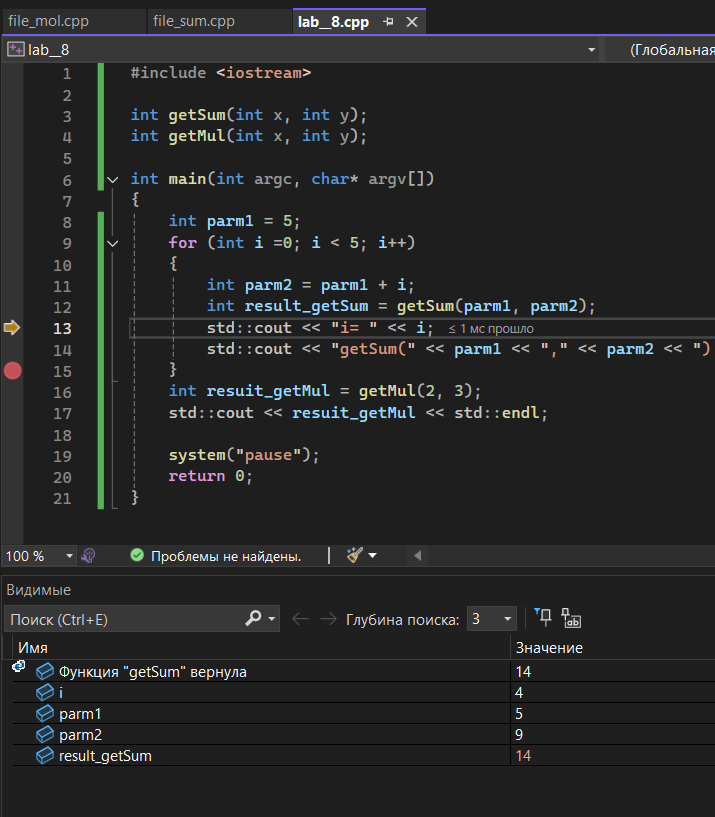 file_mol.cpp file_sum.cpp lab__8.cpp
lab__8 (Глобальная
1 #include <iostream>
2
3 int getSum(int x, int y);
4 int getMul(int x, int y);
5
6 int main(int argc, char* argv[])
7 {
8 int parm1 = 5;
9 for (int i =0; i < 5; i++)
10 {
11 int parm2 = parm1 + i;
12 int result_getSum = getSum(parm1, parm2);
13 std::cout << "i= " << i; ≤ 1 мс прошло
14 std::cout << "getSum(" << parm1 << "," << parm2 << ")
15 }
16 int resuit_getMul = getMul(2, 3);
17 std::cout << resuit_getMul << std::endl;
18
19 system("pause");
20 return 0;
21 }
100 % Проблемы не найдены.
Видимые
Поиск (Ctrl+E) Глубина поиска: 3
Имя Значение
Функция "getSum" вернула 14
i 4
parm1 5
parm2 9
result_getSum 14